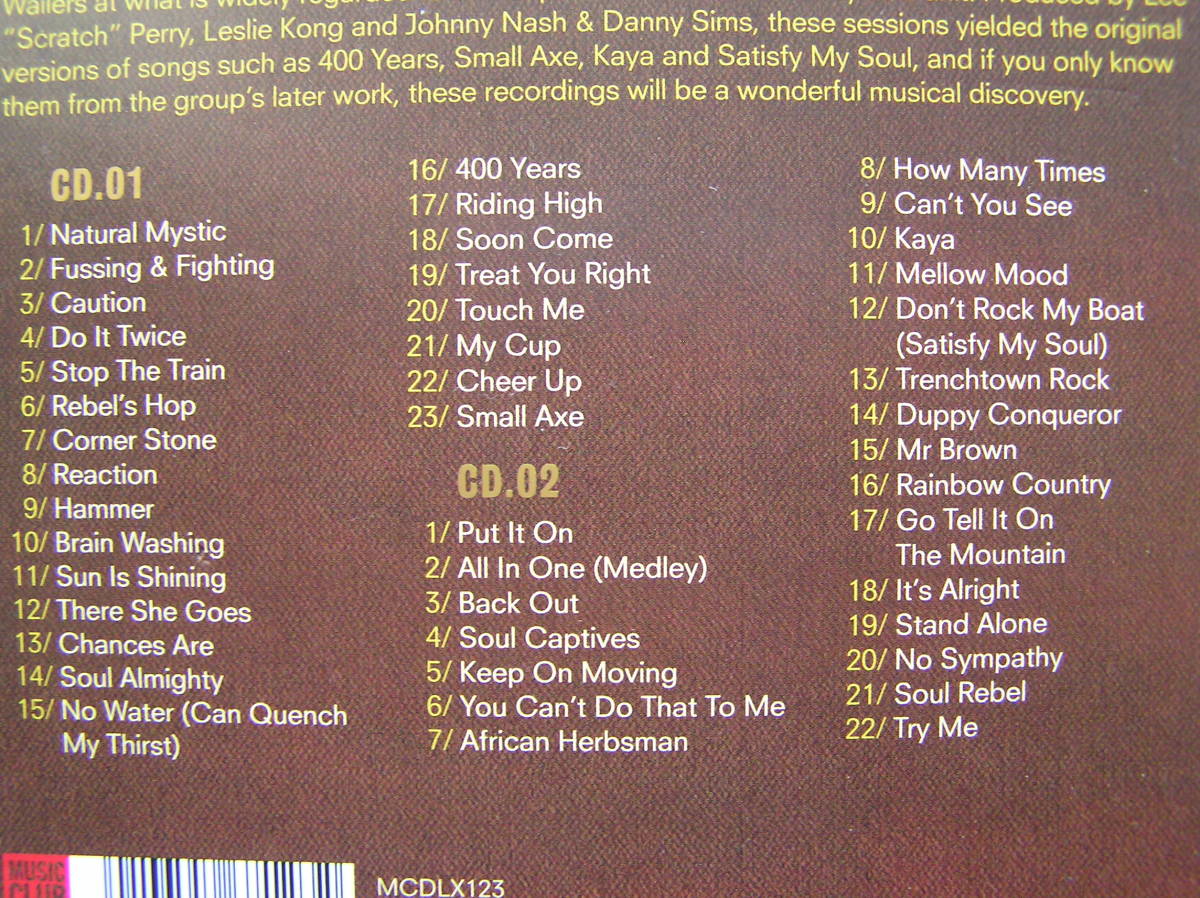 Wailers at what is widely regarded Produced by Lee
"Scratch" Perry, Leslie Kong and Johnny Nash & Danny Sims, these sessions yielded the original
versions of songs such as 400 Years, Small Axe, Kaya and Satisfy My Soul, and if you only know
them from the group's later work, these recordings will be a wonderful musical discovery.
CD.01
1/ Natural Mystic
2/ Fussing & Fighting
3/ Caution
4/ Do It Twice
5/ Stop The Train
6/ Rebel's Hop
7/ Corner Stone
8/ Reaction
9/ Hammer
10/ Brain Washing
11/ Sun Is Shining
12/ There She Goes
13/ Chances Are
14/ Soul Almighty
15/ No Water (Can Quench
My Thirst)
16/ 400 Years
17/ Riding High
18/ Soon Come
19/ Treat You Right
20/ Touch Me
21/ My Cup
22/ Cheer Up
23/ Small Axe
CD.02
1/ Put It On
2/ All In One (Medley)
3/ Back Out
4/ Soul Captives
5/ Keep On Moving
6/ You Can't Do That To Me
7/ African Herbsman
8/ How Many Times
9/ Can't You See
10/ Kaya
11/ Mellow Mood
12/ Don't Rock My Boat
(Satisfy My Soul)
13/ Trenchtown Rock
14/ Duppy Conqueror
15/ Mr Brown
16/ Rainbow Country
17/ Go Tell It On
The Mountain
18/ It's Alright
19/ Stand Alone
20/ No Sympathy
21/ Soul Rebel
22/ Try Me
MUSIC
CLUB
MCDLX123